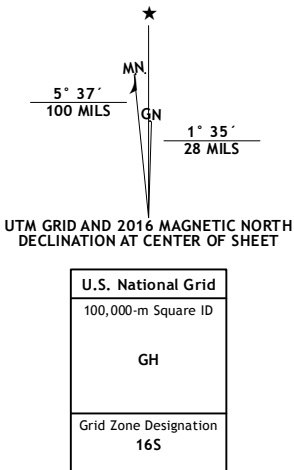 ★
MN
5° 37´
100 MILS
GN
1° 35´
28 MILS
UTM GRID AND 2016 MAGNETIC NORTH
DECLINATION AT CENTER OF SHEET
U.S. National Grid
100,000-m Square ID
GH
Grid Zone Designation
16S